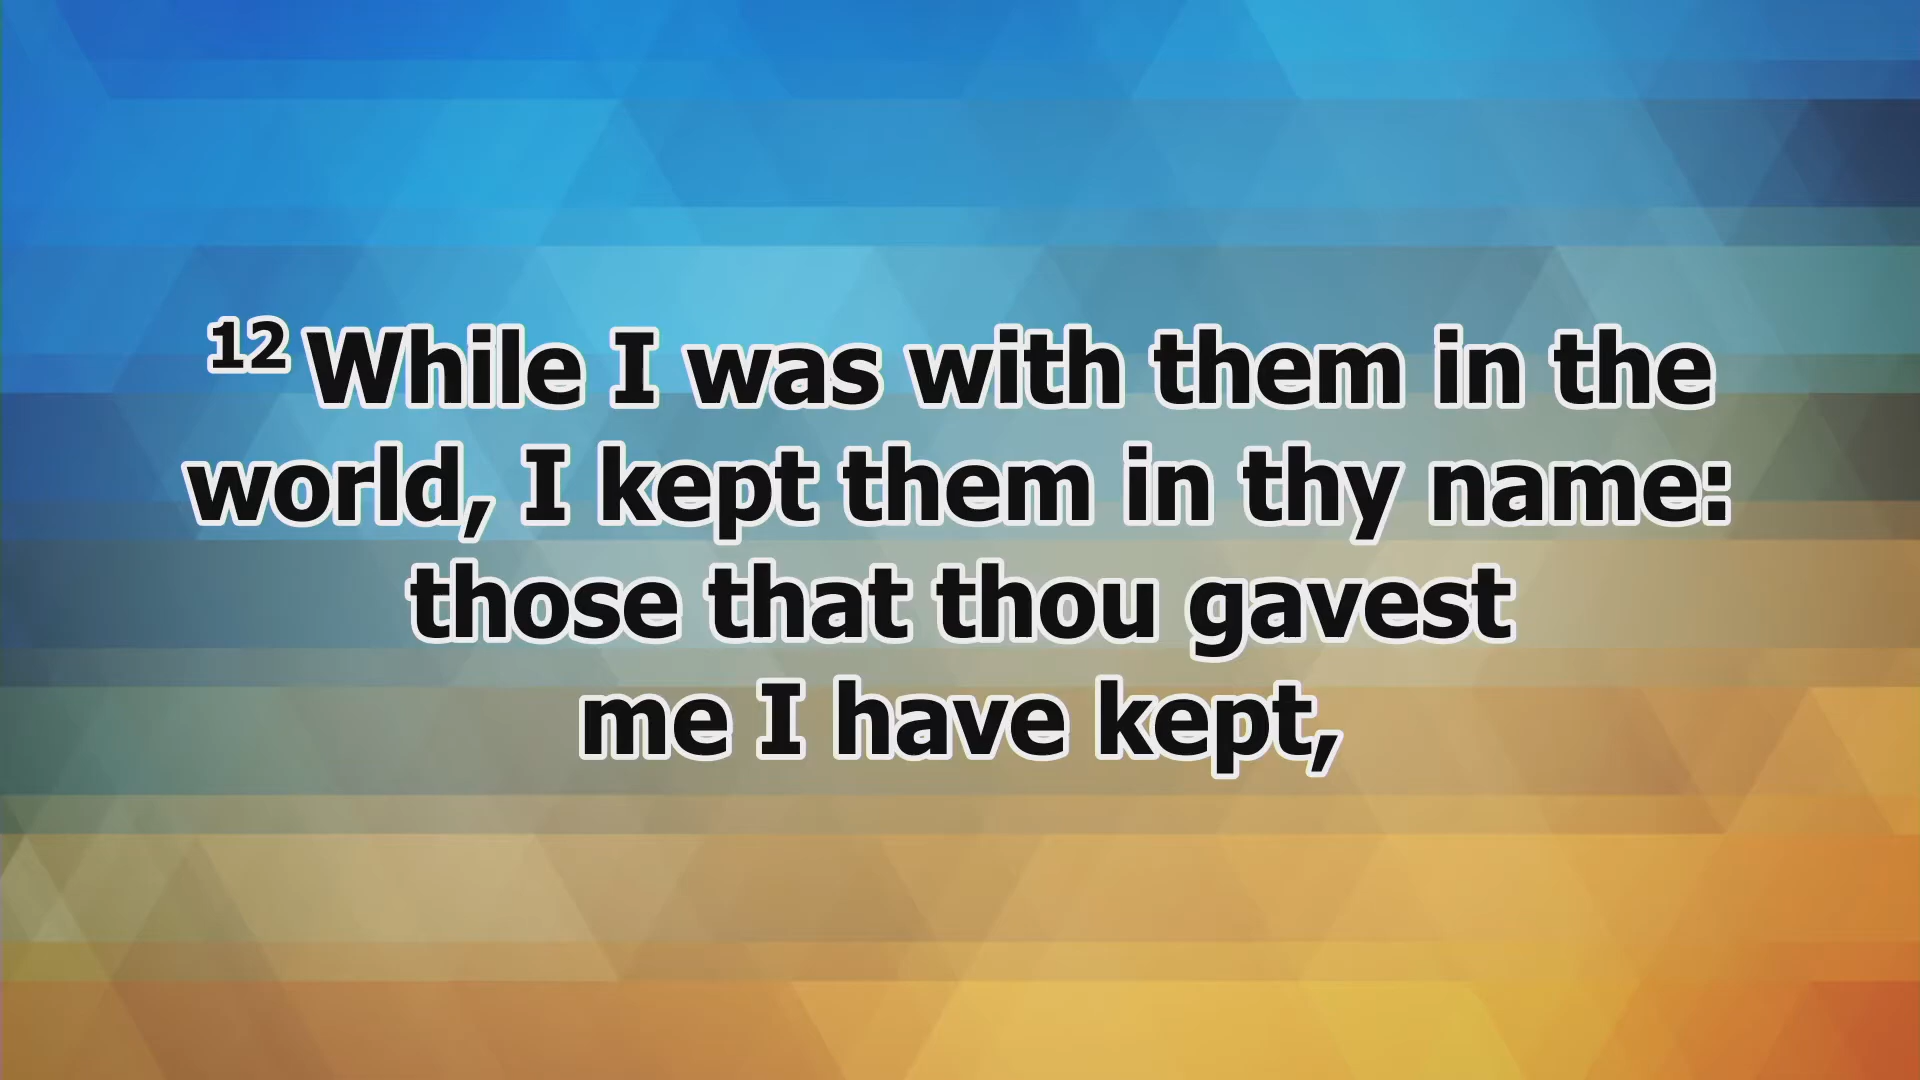 12 While I was with them in the
world, I kept them in thy name:
those that thou gavest
me I have kept,